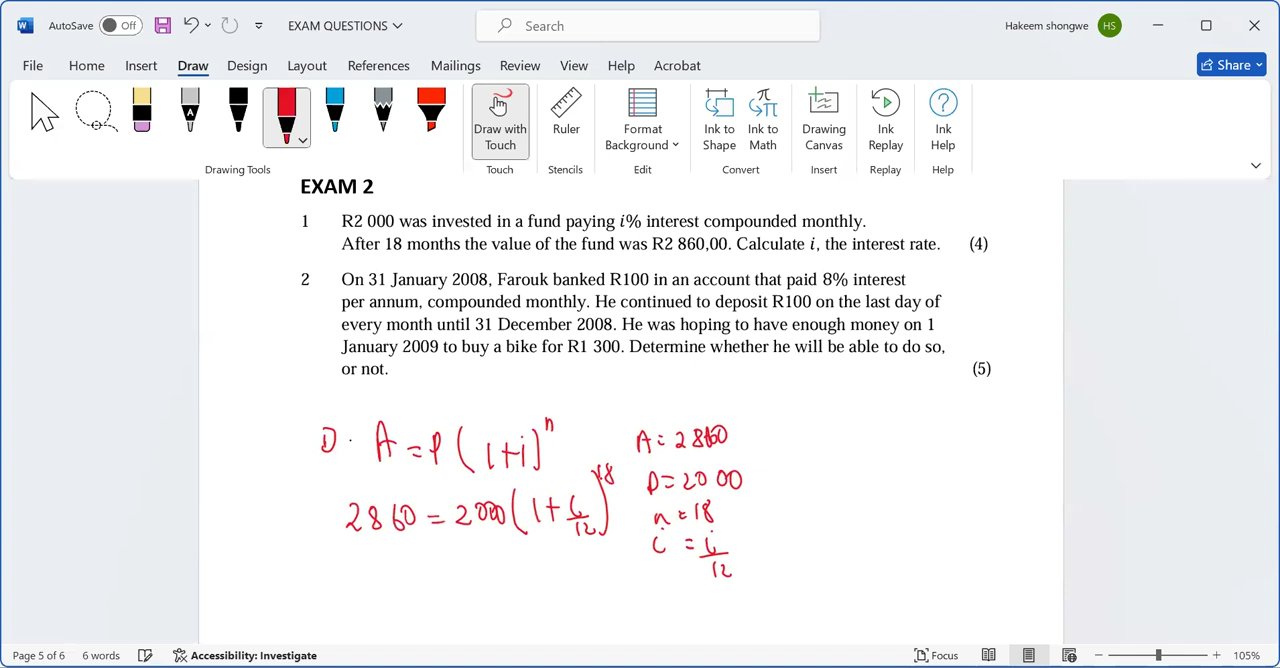 AutoSave Off EXAM QUESTIONS Search Hakeem shongwe HS
File Home Insert Draw Design Layout References Mailings Review View Help Acrobat Share
A
Draw with Touch
Ruler
Format Background
Ink to Shape
Ink to Math
Drawing Canvas
Ink Replay
Ink Help
Drawing Tools Touch Stencils Edit Convert Insert Replay Help
EXAM 2
1 R2 000 was invested in a fund paying i% interest compounded monthly.
After 18 months the value of the fund was R2 860,00. Calculate i, the interest rate. (4)
2 On 31 January 2008, Farouk banked R100 in an account that paid 8% interest
per annum, compounded monthly. He continued to deposit R100 on the last day of
every month until 31 December 2008. He was hoping to have enough money on 1
January 2009 to buy a bike for R1 300. Determine whether he will be able to do so,
or not. (5)
A = P(1+i)^n
2860 = 2000(1+i/12)^18
A = 2860
P = 2000
n = 18
i = i/12
Page 5 of 6 6 words Accessibility: Investigate Focus 105%